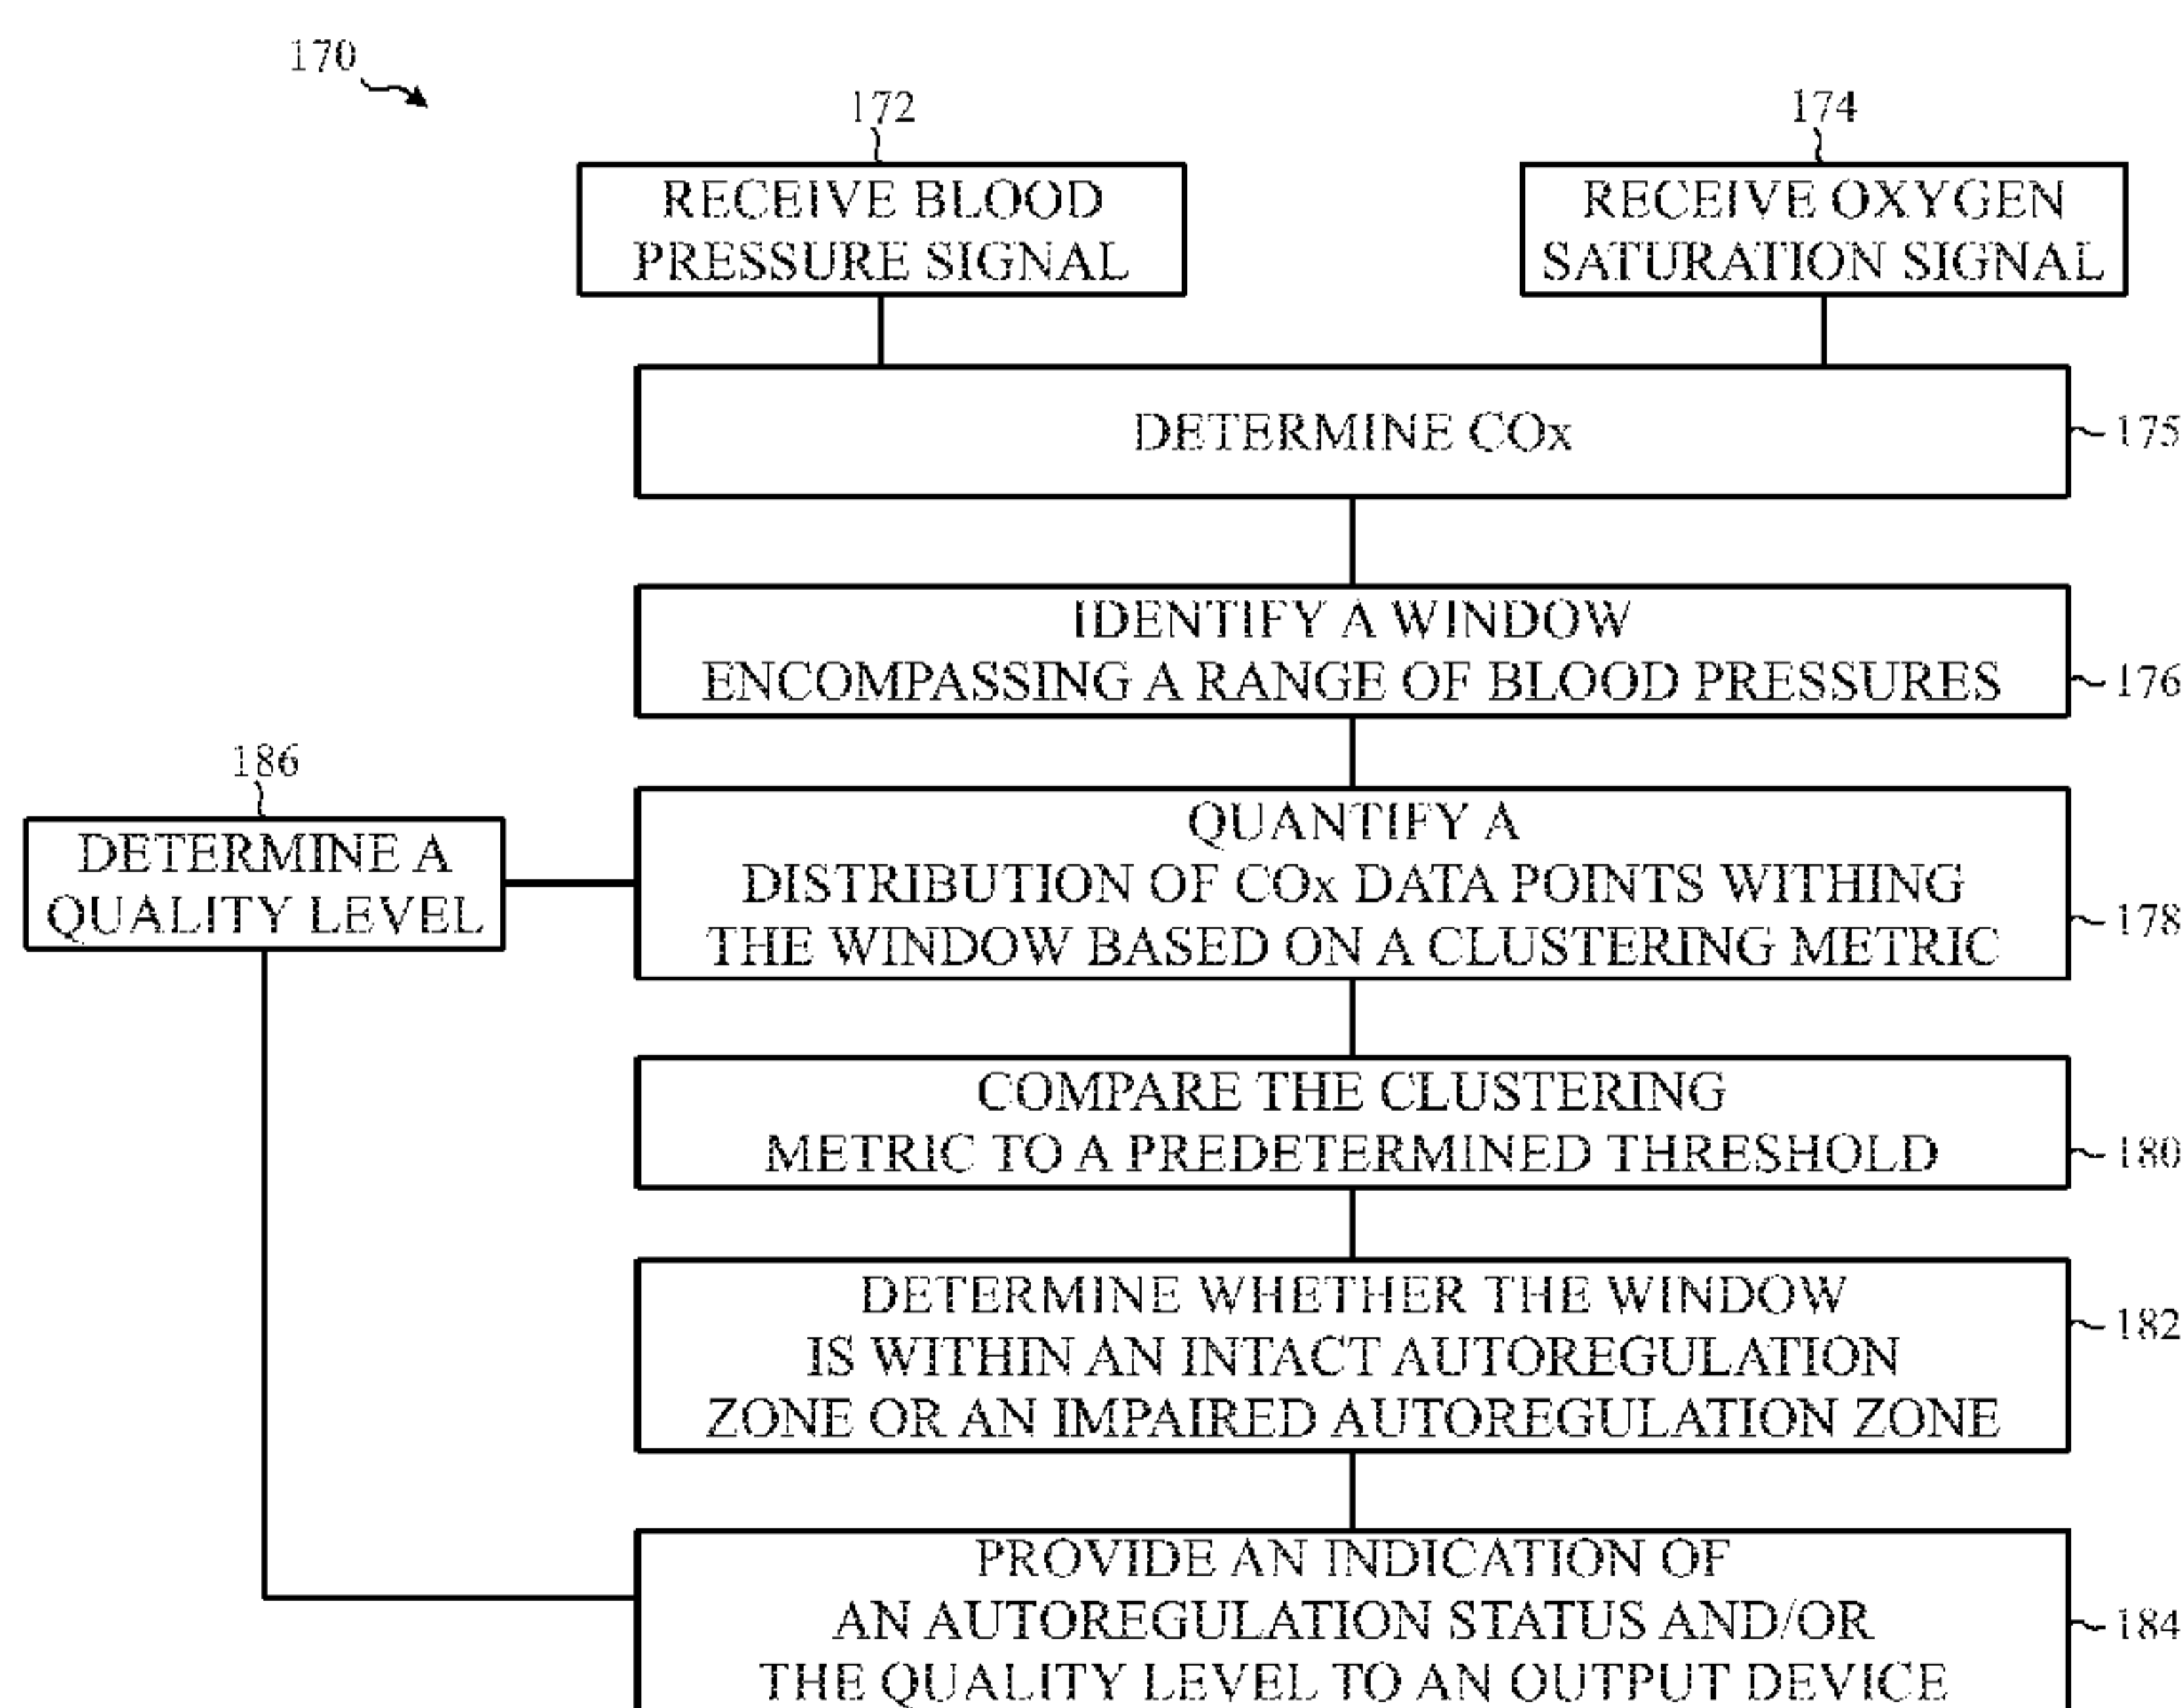 170
172
174
RECEIVE BLOOD
PRESSURE SIGNAL
RECEIVE OXYGEN
SATURATION SIGNAL
DETERMINE COx
175
IDENTIFY A WINDOW
ENCOMPASSING A RANGE OF BLOOD PRESSURES
176
186
DETERMINE A
QUALITY LEVEL
QUANTIFY A
DISTRIBUTION OF COx DATA POINTS WITHING
THE WINDOW BASED ON A CLUSTERING METRIC
178
COMPARE THE CLUSTERING
METRIC TO A PREDETERMINED THRESHOLD
180
DETERMINE WHETHER THE WINDOW
IS WITHIN AN INTACT AUTOREGULATION
ZONE OR AN IMPAIRED AUTOREGULATION ZONE
182
PROVIDE AN INDICATION OF
AN AUTOREGULATION STATUS AND/OR
THE QUALITY LEVEL TO AN OUTPUT DEVICE
184